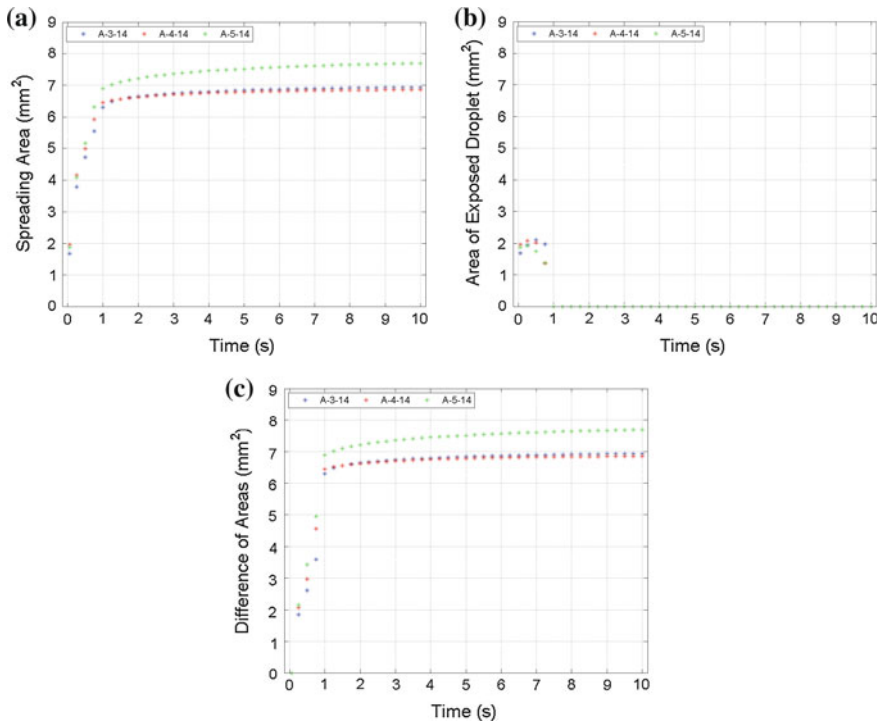 (a)
A-3-14 A-4-14 A-5-14
9
8
7
6
5
4
3
2
1
0
Spreading Area (mm²)
0 1 2 3 4 5 6 7 8 9 10
Time (s)
(b)
A-3-14 A-4-14 A-5-14
9
8
7
6
5
4
3
2
1
0
Area of Exposed Droplet (mm²)
0 1 2 3 4 5 6 7 8 9 10
Time (s)
(c)
A-3-14 A-4-14 A-5-14
9
8
7
6
5
4
3
2
1
0
Difference of Areas (mm²)
0 1 2 3 4 5 6 7 8 9 10
Time (s)